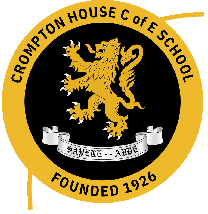 CROMPTON HOUSE C of E SCHOOL
SAPERE - AUDE
FOUNDED 1926